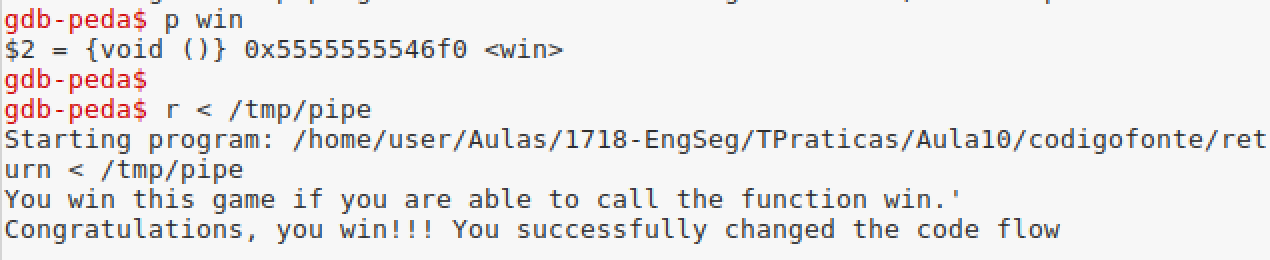 gdb-peda$ p win
$2 = {void ()} 0x5555555546f0 <win>
gdb-peda$
gdb-peda$ r < /tmp/pipe
Starting program: /home/user/Aulas/1718-EngSeg/TPraticas/Aula10/codigofonte/ret
urn < /tmp/pipe
You win this game if you are able to call the function win.'
Congratulations, you win!!! You successfully changed the code flow